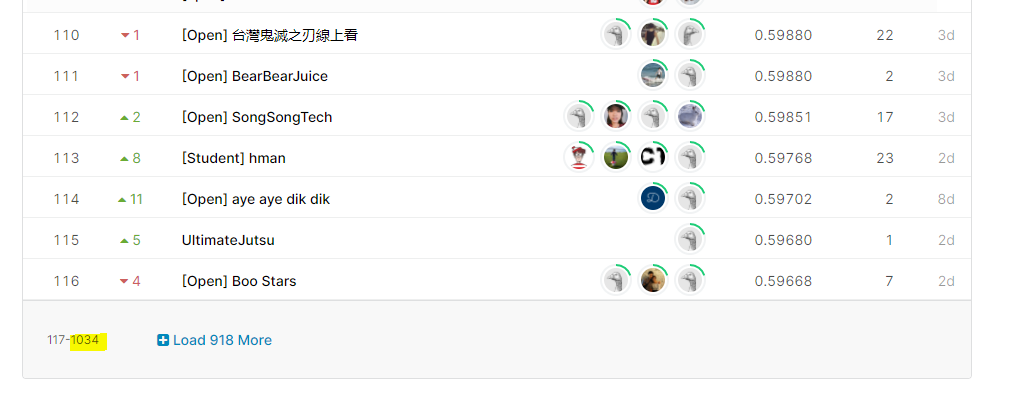 110 1 [Open] 台灣鬼滅之刃線上看 0.59880 22 3d
111 1 [Open] BearBearJuice 0.59880 2 3d
112 2 [Open] SongSongTech 0.59851 17 3d
113 8 [Student] hman 0.59768 23 2d
114 11 [Open] aye aye dik dik 0.59702 2 8d
115 5 UltimateJutsu 0.59680 1 2d
116 4 [Open] Boo Stars 0.59668 7 2d
117-1034 Load 918 More